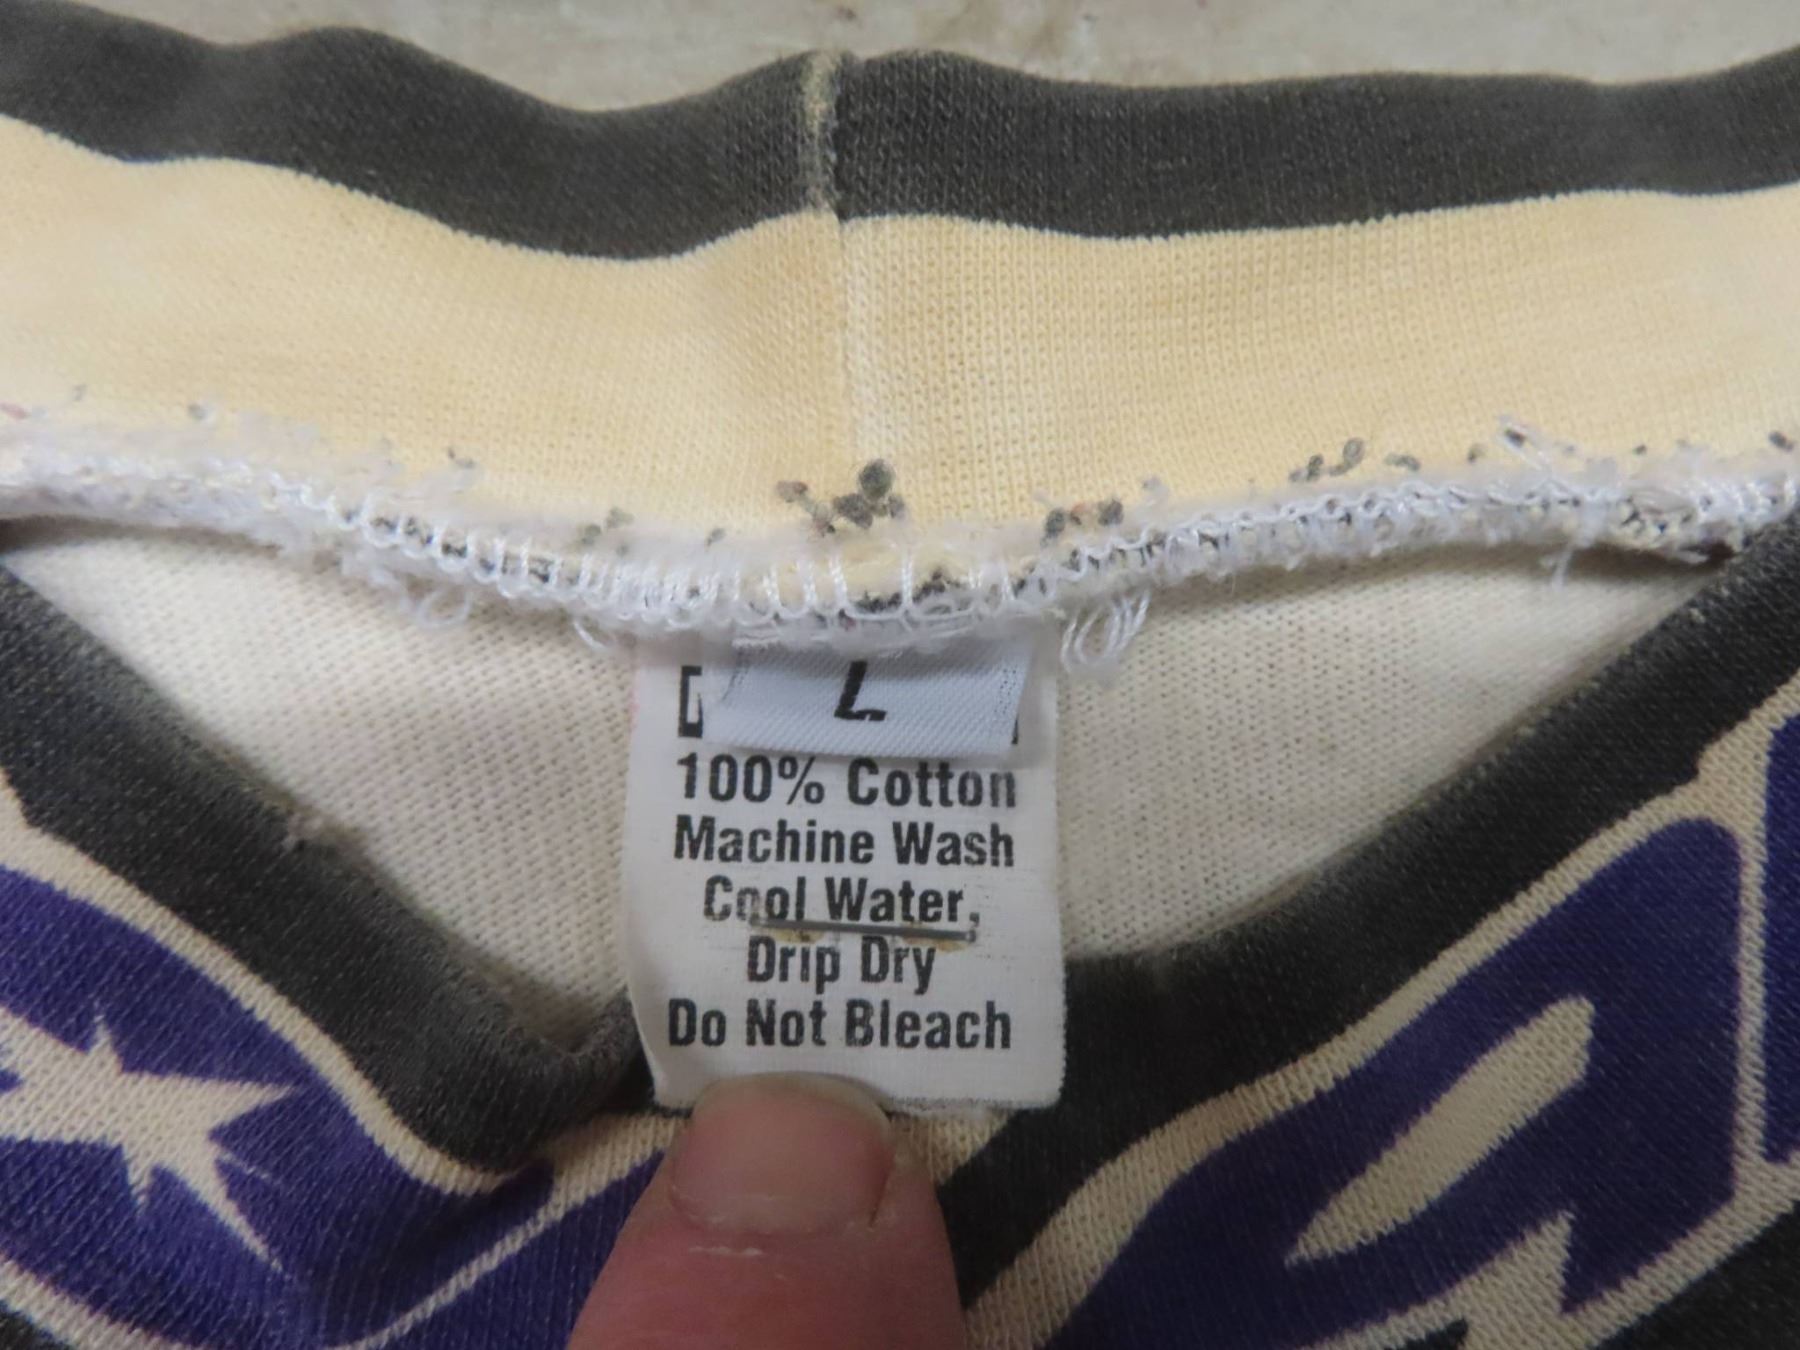 L
100% Cotton
Machine Wash
Cool Water,
Drip Dry
Do Not Bleach